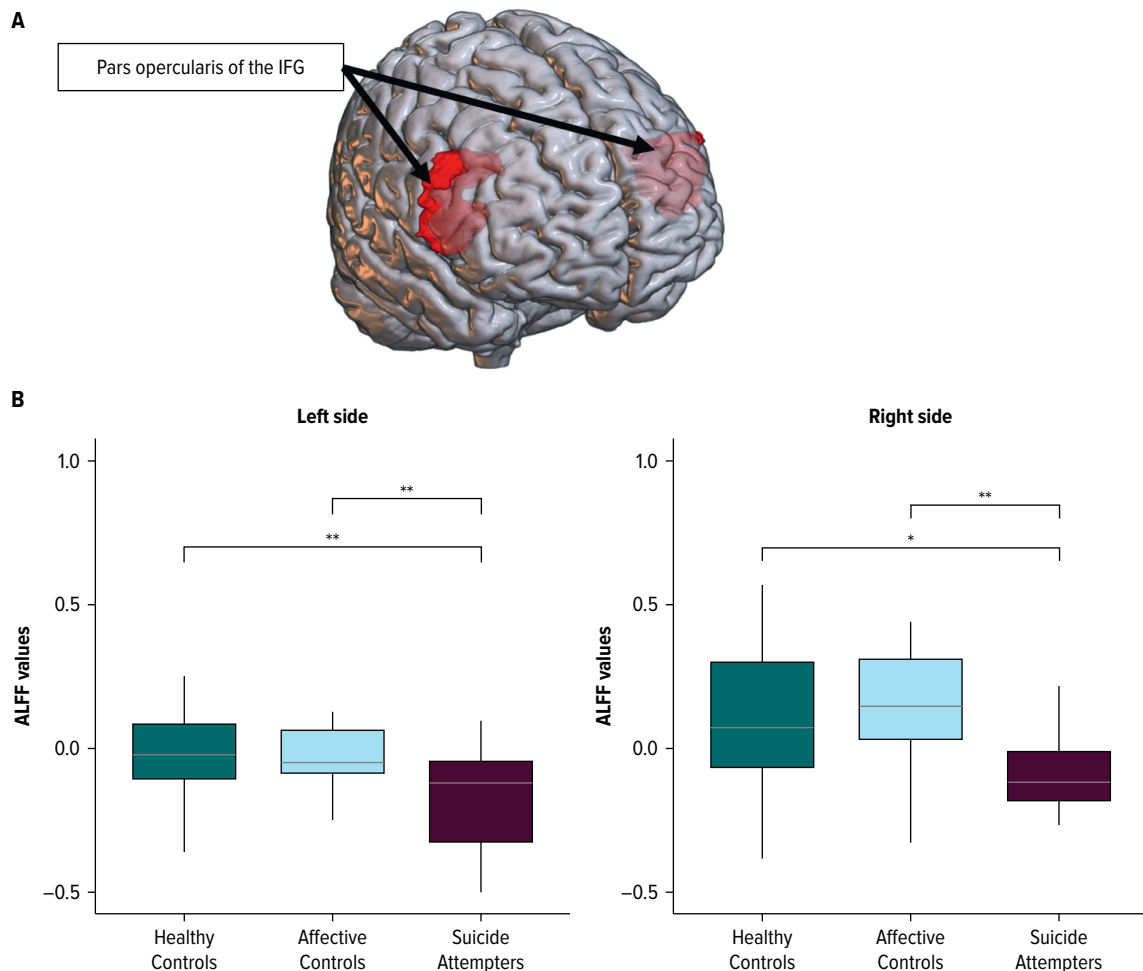 A
Pars opercularis of the IFG
B
Left side
ALFF values
1.0
0.5
0.0
–0.5
**
**
Healthy
Controls
Affective
Controls
Suicide
Attempters
Right side
ALFF values
1.0
0.5
0.0
–0.5
**
*
Healthy
Controls
Affective
Controls
Suicide
Attempters